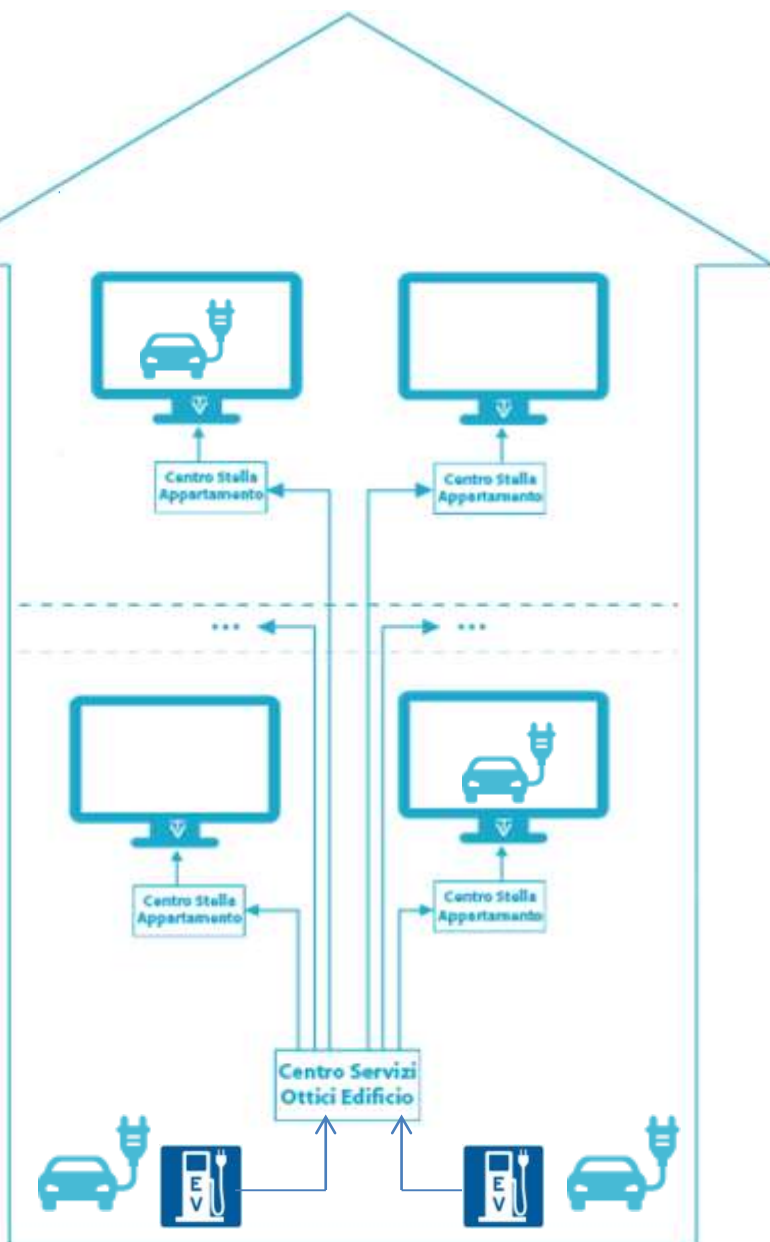 Centro Stella
Appartamento
Centro Stella
Appartamento
...
...
Centro Stella
Appartamento
Centro Stella
Appartamento
Centro Servizi
Ottici Edificio
E
V
E
V